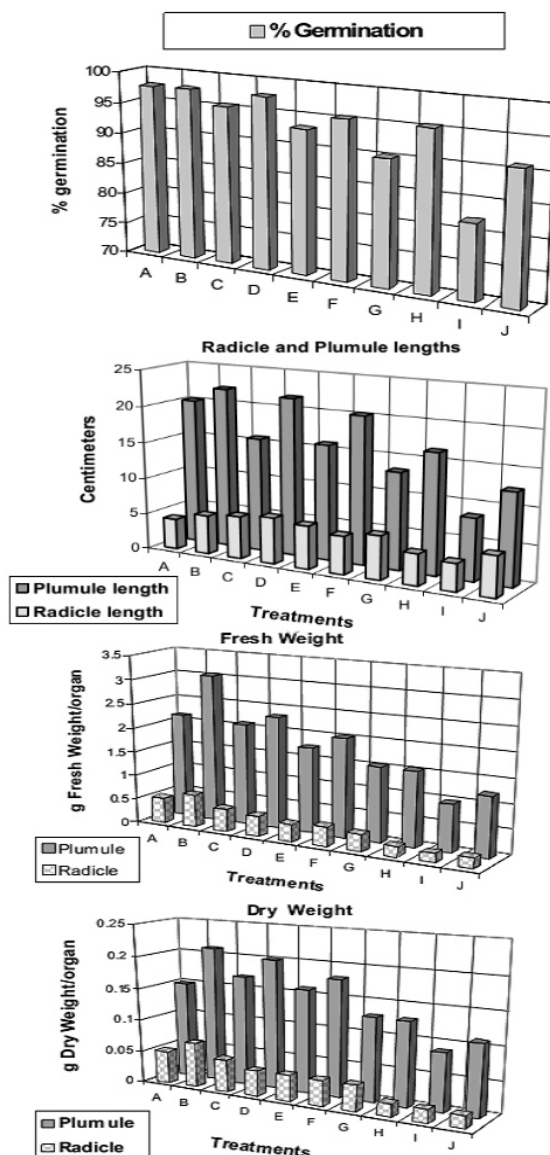 % Germination
100
95
90
85
80
75
70
% germination
A B C D E F G H I J
Radicle and Plumule lengths
25
20
15
10
5
0
Centimeters
A B C D E F G H I J
Plumule length
Radicle length
Treatments
Fresh Weight
3.5
3
2.5
2
1.5
1
0.5
0
g Fresh Weight/organ
A B C D E F G H I J
Plumule
Radicle
Treatments
Dry Weight
0.25
0.2
0.15
0.1
0.05
0
g Dry Weight/organ
A B C D E F G H I J
Plumule
Radicle
Treatments